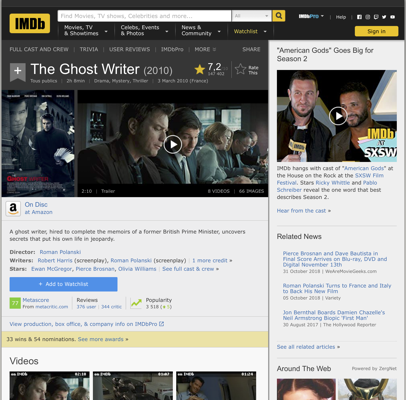 IMDb
Find Movies, TV shows, Celebrities and more...
All
IMDbPro
Help
Movies, TV
& Showtimes
Celebs, Events
& Photos
News &
Community
Watchlist
Sign in
FULL CAST AND CREW | TRIVIA | USER REVIEWS | IMDbPro | MORE
SHARE
The Ghost Writer (2010)
Tous publics | 2h 8min | Drama, Mystery, Thriller | 3 March 2010 (France)
7,2
Rate
This
2:10 | Trailer
9 VIDEOS | 66 IMAGES
On Disc
at Amazon
A ghost writer, hired to complete the memoirs of a former British Prime Minister, uncovers
secrets that put his own life in jeopardy.
Director: Roman Polanski
Writers: Robert Harris (screenplay), Roman Polanski (screenplay) | 1 more credit »
Stars: Ewan McGregor, Pierce Brosnan, Olivia Williams | See full cast & crew »
+ Add to Watchlist
77
Metascore
From metacritic.com
Reviews
376 user | 344 critic
Popularity
View production, box office, & company info on IMDbPro
33 wins & 54 nominations. See more awards »
Videos
"American Gods" Goes Big for
Season 2
IMDb
at
SXSW
IMDb hangs with cast of "American Gods" at
the House on the Rock at the SXSW Film
Festival. Stars Ricky Whittle and Pablo
Schreiber reveal the one word that best
describes Season 2.
Hear from the cast »
Related News
Pierce Brosnan and Dave Bautista in
Final Score Arrives on Blu-ray, DVD and
Digital November 13th
31 October 2018 | WeAreMovieGeeks.com
Roman Polanski Turns to France and Italy
to Back His New Film
05 October 2018 | Variety
Jon Bernthal Boards Damien Chazelle's
Neil Armstrong Biopic 'First Man'
30 August 2017 | The Hollywood Reporter
See all related articles »
Around The Web
Powered by ZergNet